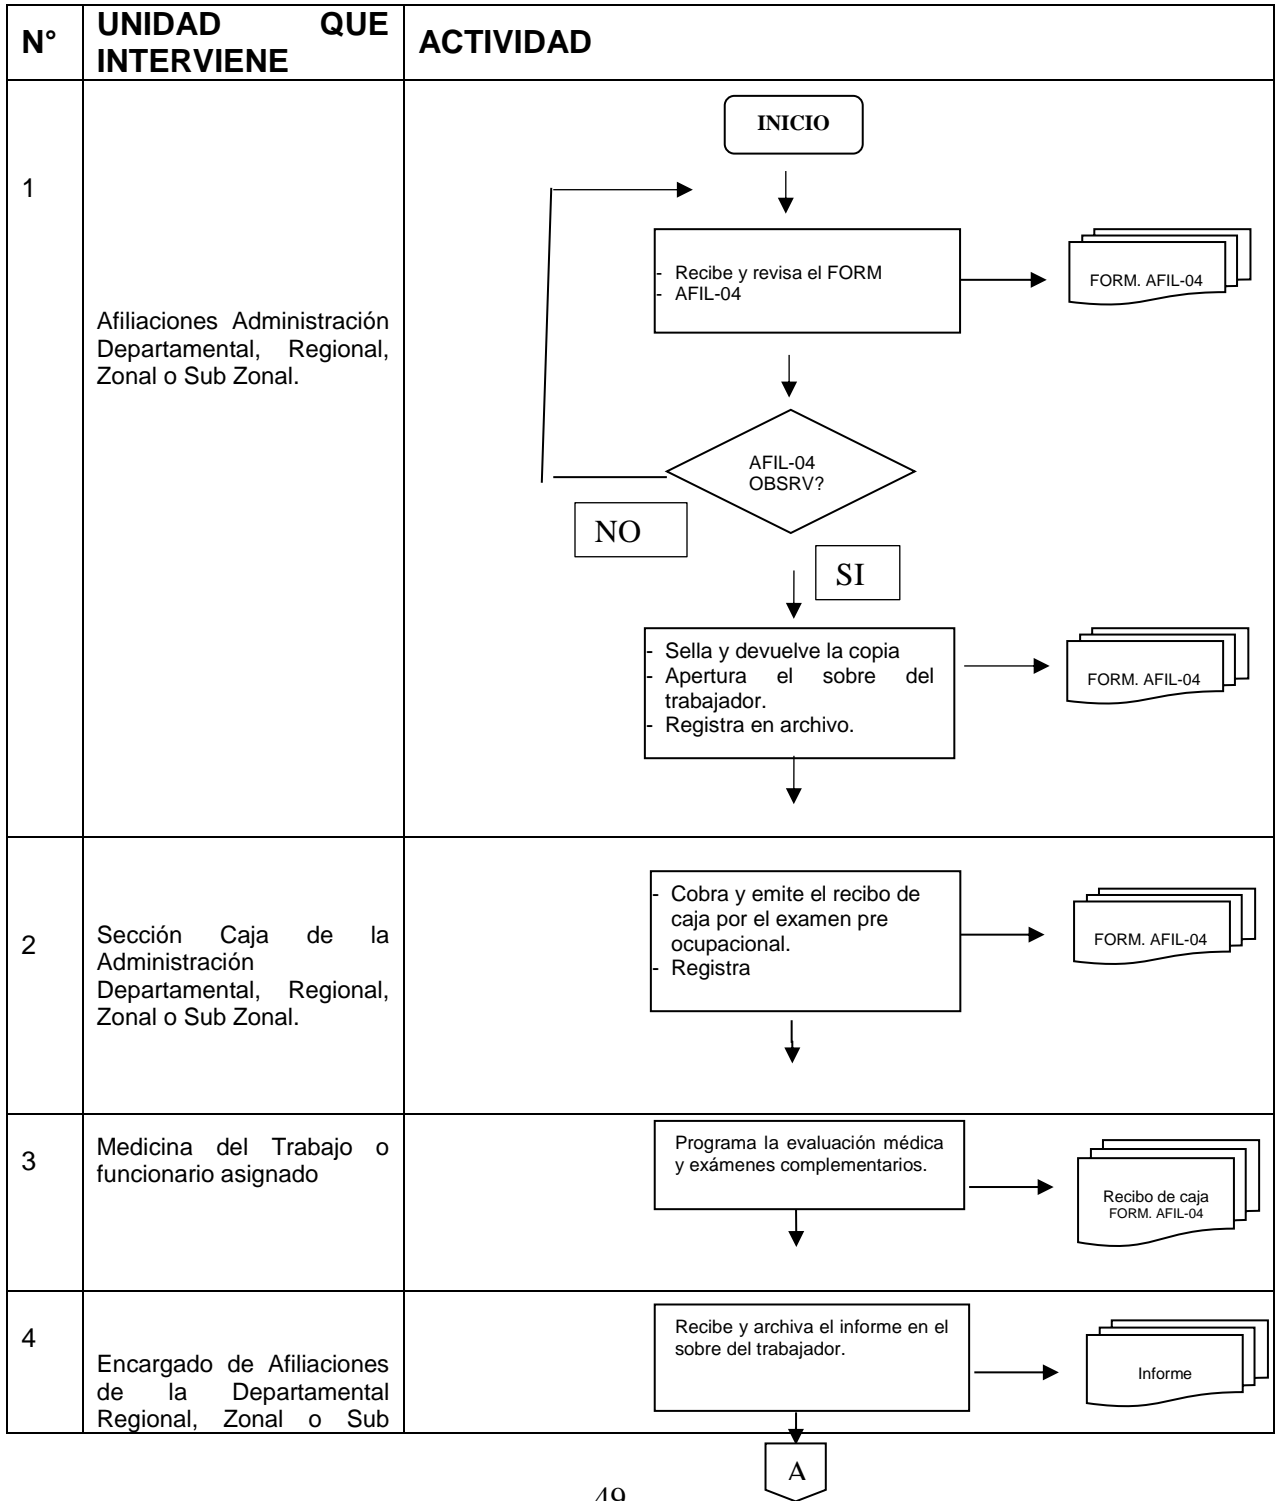 N°
UNIDAD QUE
INTERVIENE
ACTIVIDAD
1
Afiliaciones Administración
Departamental, Regional,
Zonal o Sub Zonal.
INICIO
- Recibe y revisa el FORM
- AFIL-04
FORM. AFIL-04
AFIL-04
OBSRV?
NO
SI
- Sella y devuelve la copia
- Apertura el sobre del
trabajador.
- Registra en archivo.
FORM. AFIL-04
2
Sección Caja de la
Administración
Departamental, Regional,
Zonal o Sub Zonal.
- Cobra y emite el recibo de
caja por el examen pre
ocupacional.
- Registra
FORM. AFIL-04
3
Medicina del Trabajo o
funcionario asignado
Programa la evaluación médica
y exámenes complementarios.
Recibo de caja
FORM. AFIL-04
4
Encargado de Afiliaciones
de la Departamental
Regional, Zonal o Sub
Recibe y archiva el informe en el
sobre del trabajador.
Informe
A
49